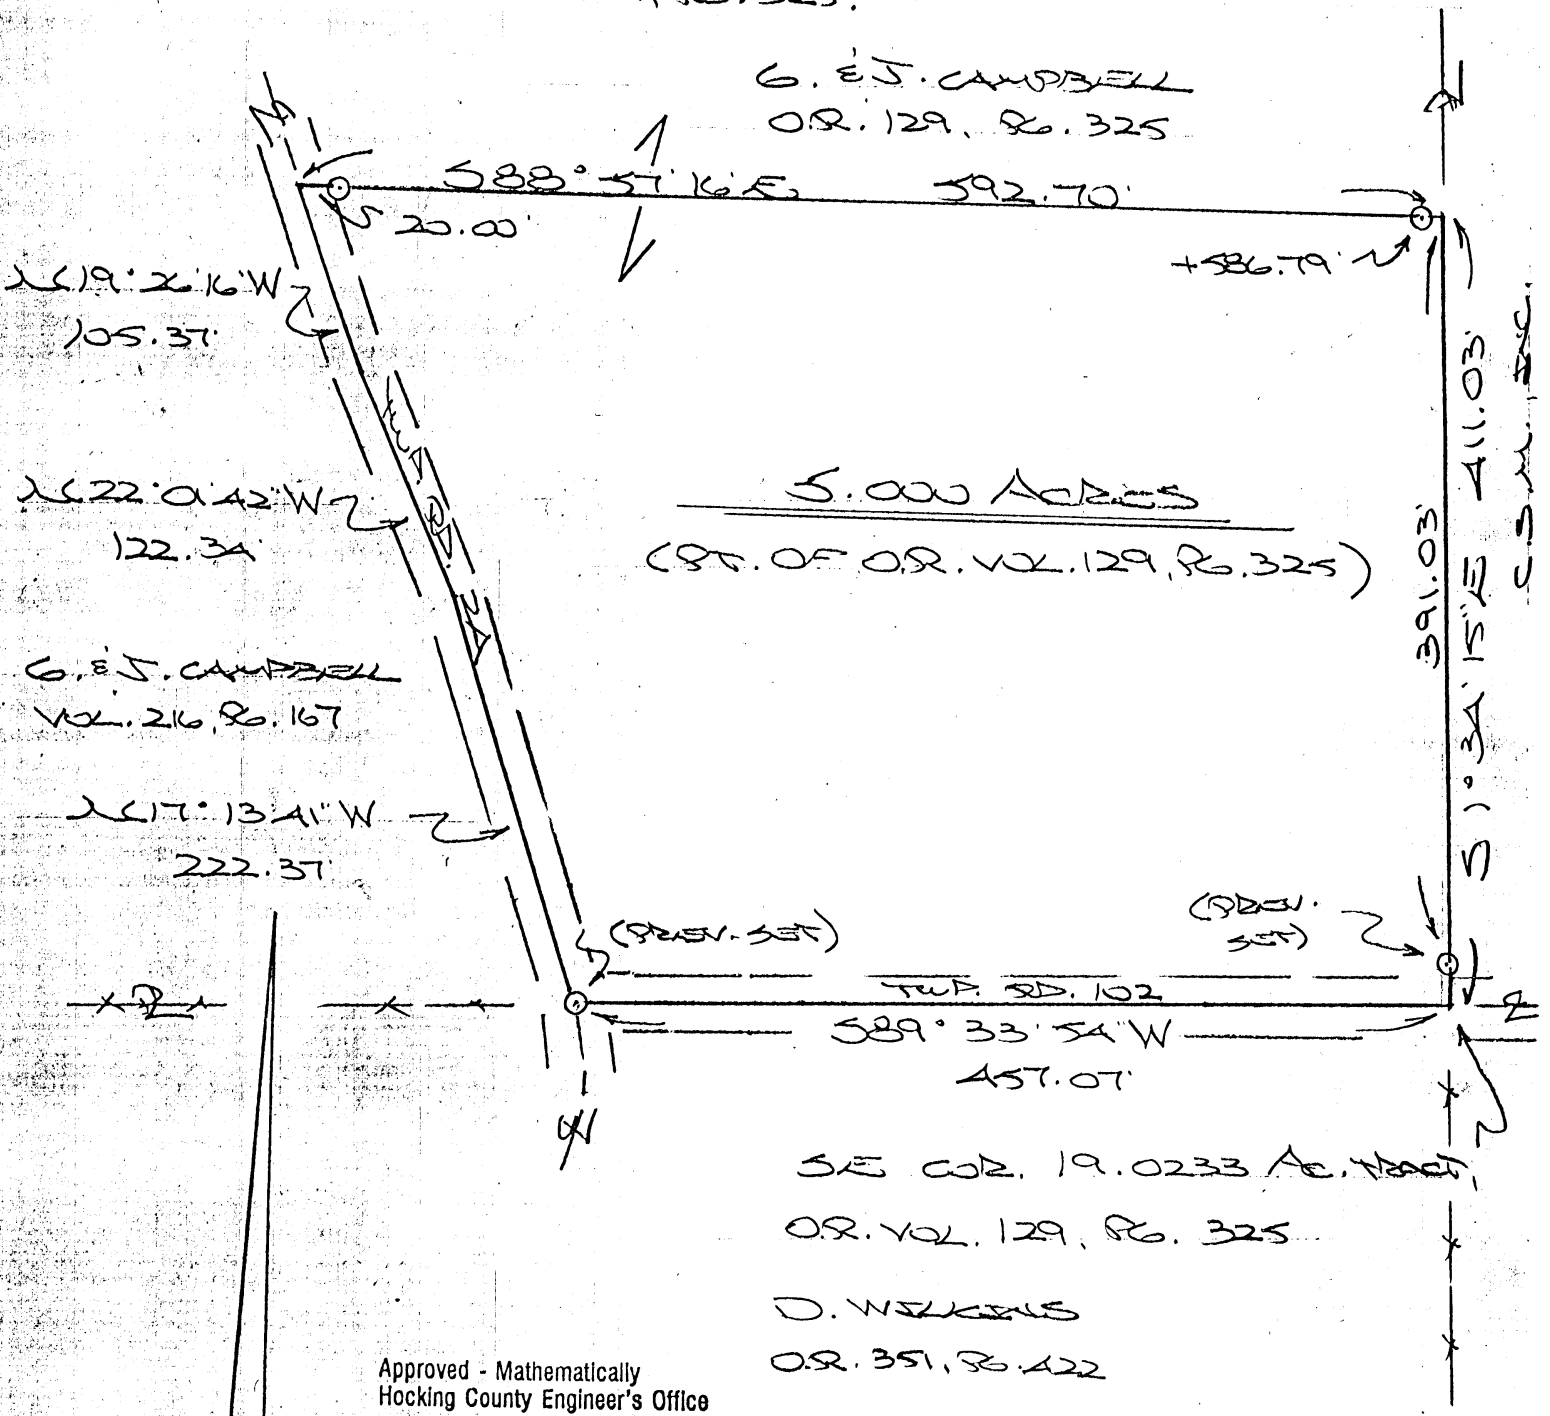 G. & J. CAMPBELL
O.R. 129, PG. 325
S88°57'16"E 592.70'
20.00'
+586.79'
N19°26'16"W
105.37'
N22°01'42"W
122.34'
5.000 ACRES
(PT. OF O.R. VOL. 129, PG. 325)
391.03'
S 1°34'15"E 411.03'
C.S.M., INC.
G. & J. CAMPBELL
VOL. 216, PG. 167
N17°13'41"W
222.37'
(PREV. SET)
(PREV.
SET)
TWP. RD. 102
S89°33'54"W
457.07'
SE COR. 19.0233 AC. TRACT,
O.R. VOL. 129, PG. 325
D. WILKINS
O.R. 351, PG. 422
Approved - Mathematically
Hocking County Engineer's Office